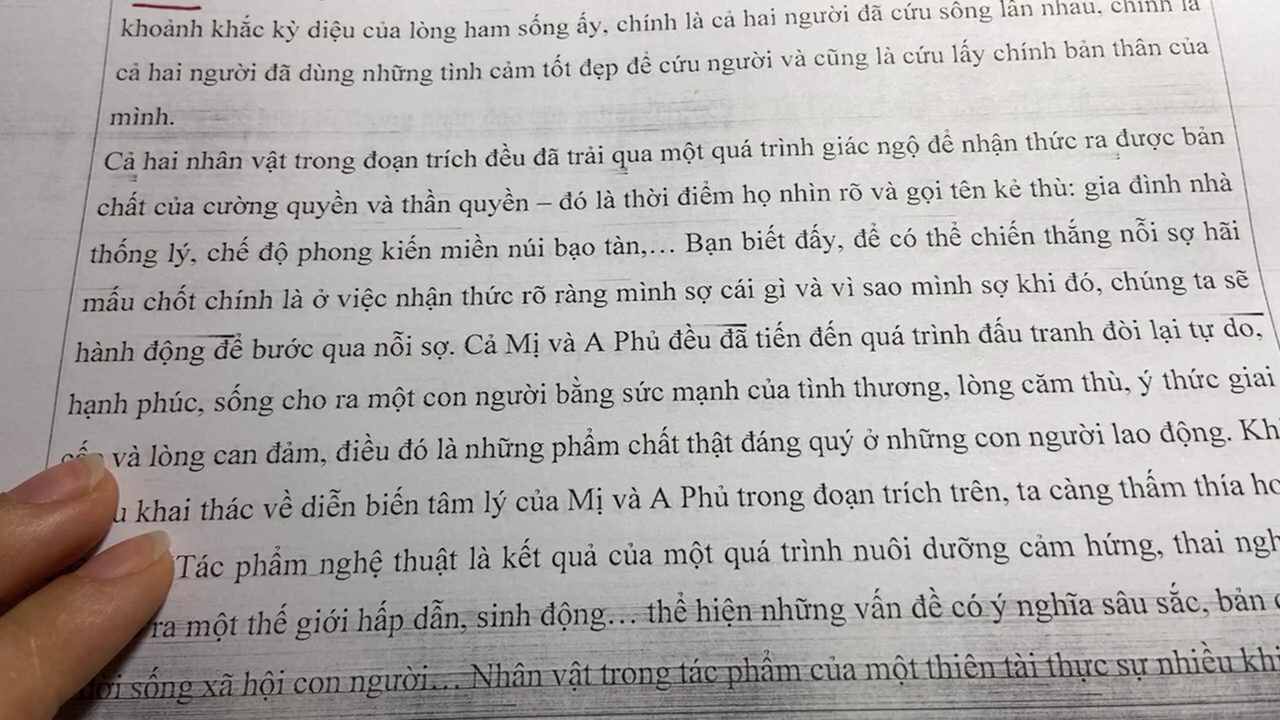 khoảnh khắc kỳ diệu của lòng ham sống ấy, chính là cả hai người đã cứu sống lẫn nhau, chính là
cả hai người đã dùng những tình cảm tốt đẹp để cứu người và cũng là cứu lấy chính bản thân của
mình.
Cả hai nhân vật trong đoạn trích đều đã trải qua một quá trình giác ngộ để nhận thức ra được bản
chất của cường quyền và thần quyền – đó là thời điểm họ nhìn rõ và gọi tên kẻ thù: gia đình nhà
thống lý, chế độ phong kiến miền núi bạo tàn,... Bạn biết đấy, để có thể chiến thắng nỗi sợ hãi
mấu chốt chính là ở việc nhận thức rõ ràng mình sợ cái gì và vì sao mình sợ khi đó, chúng ta sẽ
hành động để bước qua nỗi sợ. Cả Mị và A Phủ đều đã tiến đến quá trình đấu tranh đòi lại tự do,
hạnh phúc, sống cho ra một con người bằng sức mạnh của tình thương, lòng căm thù, ý thức giai
và lòng can đảm, điều đó là những phẩm chất thật đáng quý ở những con người lao động.
khai thác về diễn biến tâm lý của Mị và A Phủ trong đoạn trích trên, ta càng thấm thía
Tác phẩm nghệ thuật là kết quả của một quá trình nuôi dưỡng cảm hứng, thai
ra một thế giới hấp dẫn, sinh động... thể hiện những vấn đề có ý nghĩa sâu sắc, bản
sống xã hội con người... Nhân vật trong tác phẩm của một thiên tài thực sự nhiều khi